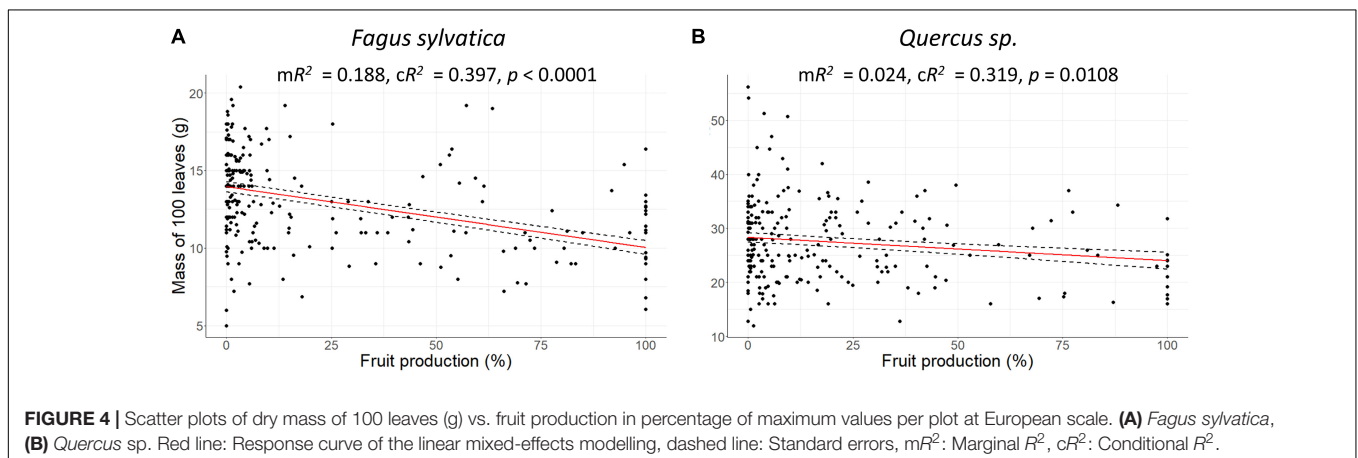 A
Fagus sylvatica
mR² = 0.188, cR² = 0.397, p < 0.0001
Mass of 100 leaves (g)
20
15
10
5
0
25
50
75
100
Fruit production (%)
B
Quercus sp.
mR² = 0.024, cR² = 0.319, p = 0.0108
50
40
30
20
10
0
25
50
75
100
Fruit production (%)
FIGURE 4 | Scatter plots of dry mass of 100 leaves (g) vs. fruit production in percentage of maximum values per plot at European scale. (A) Fagus sylvatica,
(B) Quercus sp. Red line: Response curve of the linear mixed-effects modelling, dashed line: Standard errors, mR²: Marginal R², cR²: Conditional R².